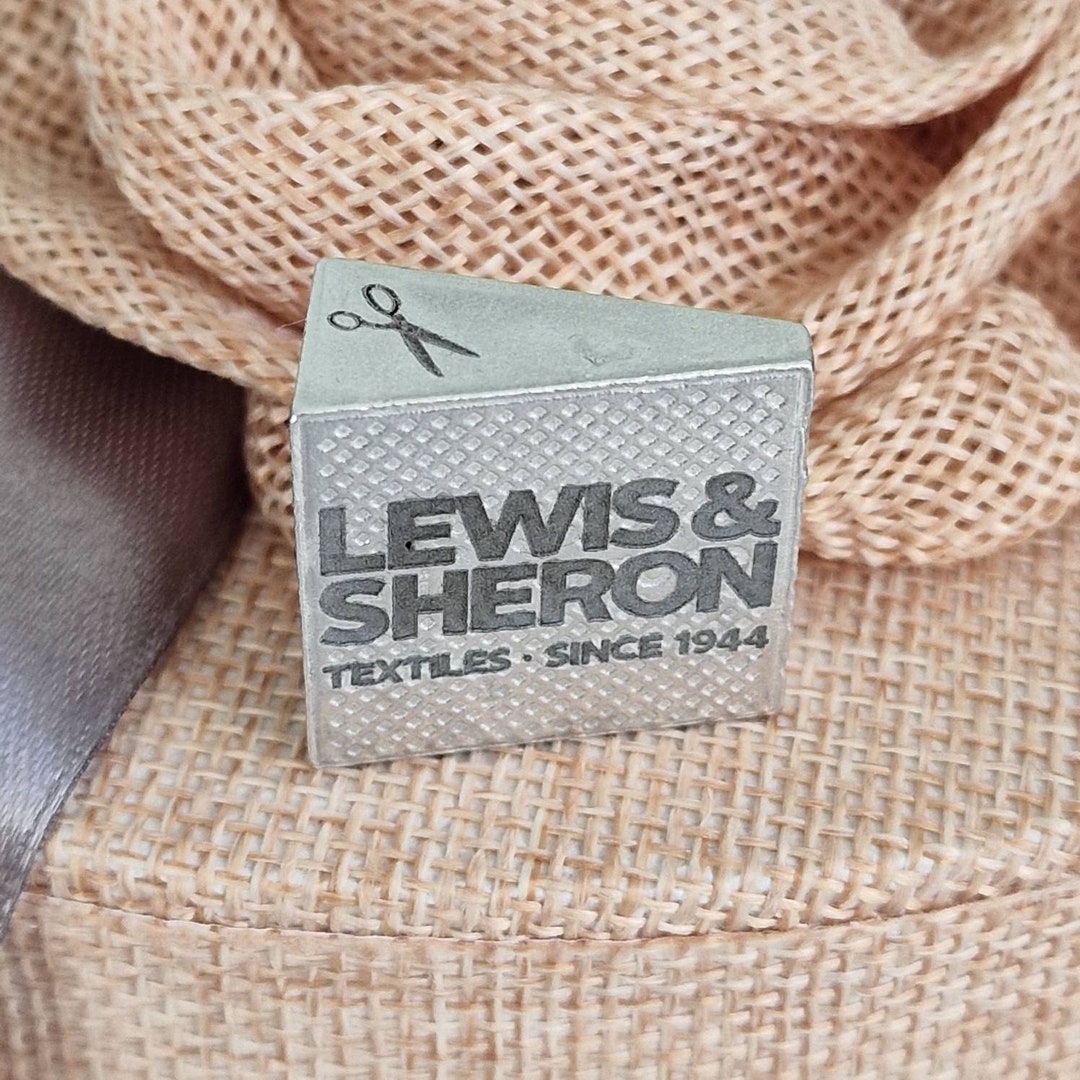 LEWIS &
SHERON
TEXTILES · SINCE 1944